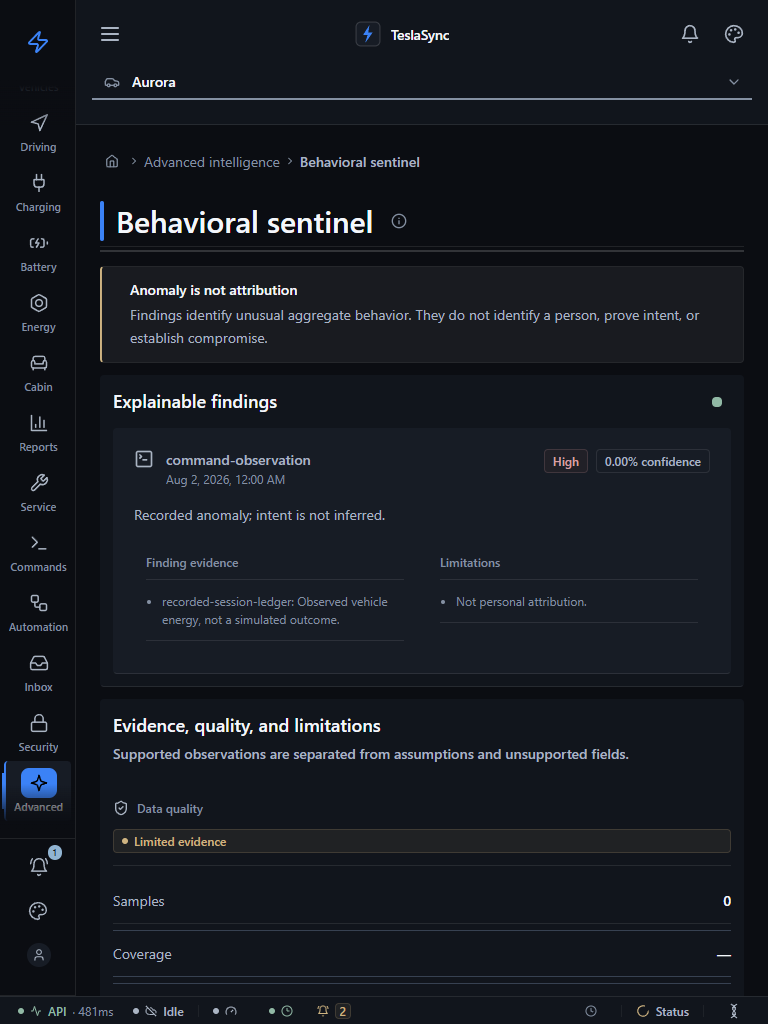 TeslaSync
Aurora
Driving
Charging
Battery
Energy
Cabin
Reports
Service
Commands
Automation
Inbox
Security
Advanced
1
Advanced intelligence
Behavioral sentinel
Behavioral sentinel
Anomaly is not attribution
Findings identify unusual aggregate behavior. They do not identify a person, prove intent, or
establish compromise.
Explainable findings
command-observation
High
0.00% confidence
Aug 2, 2026, 12:00 AM
Recorded anomaly; intent is not inferred.
Finding evidence
recorded-session-ledger: Observed vehicle
energy, not a simulated outcome.
Limitations
Not personal attribution.
Evidence, quality, and limitations
Supported observations are separated from assumptions and unsupported fields.
Data quality
Limited evidence
Samples
0
Coverage
—
API · 481ms
Idle
2
Status